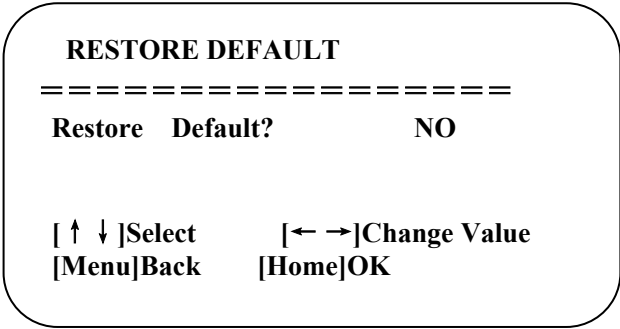 RESTORE DEFAULT
=================
Restore Default? NO
[ ↑ ↓ ]Select [← →]Change Value
[Menu]Back [Home]OK